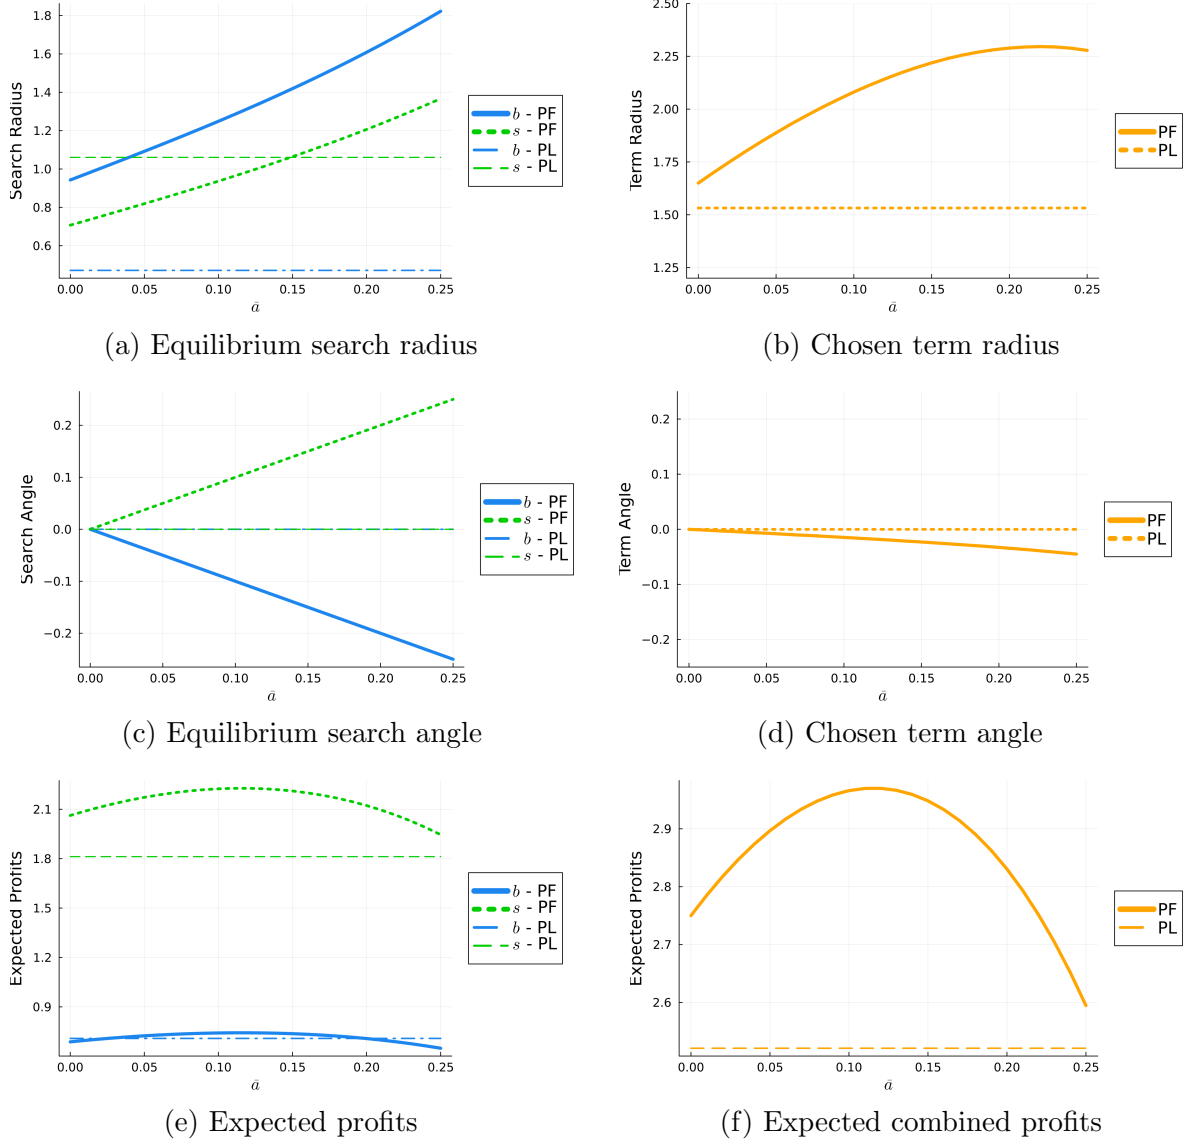 Search Radius
1.8
1.6
1.4
1.2
1.0
0.8
0.6
0.00 0.05 0.10 0.15 0.20 0.25
ā
b - PF
s - PF
b - PL
s - PL
(a) Equilibrium search radius
Term Radius
2.50
2.25
2.00
1.75
1.50
1.25
0.00 0.05 0.10 0.15 0.20 0.25
ā
PF
PL
(b) Chosen term radius
Search Angle
0.2
0.1
0.0
−0.1
−0.2
0.00 0.05 0.10 0.15 0.20 0.25
ā
b - PF
s - PF
b - PL
s - PL
(c) Equilibrium search angle
Term Angle
0.2
0.1
0.0
−0.1
−0.2
0.00 0.05 0.10 0.15 0.20 0.25
ā
PF
PL
(d) Chosen term angle
Expected Profits
2.1
1.8
1.5
1.2
0.9
0.00 0.05 0.10 0.15 0.20 0.25
ā
b - PF
s - PF
b - PL
s - PL
(e) Expected profits
Expected Profits
2.9
2.8
2.7
2.6
0.00 0.05 0.10 0.15 0.20 0.25
ā
PF
PL
(f) Expected combined profits